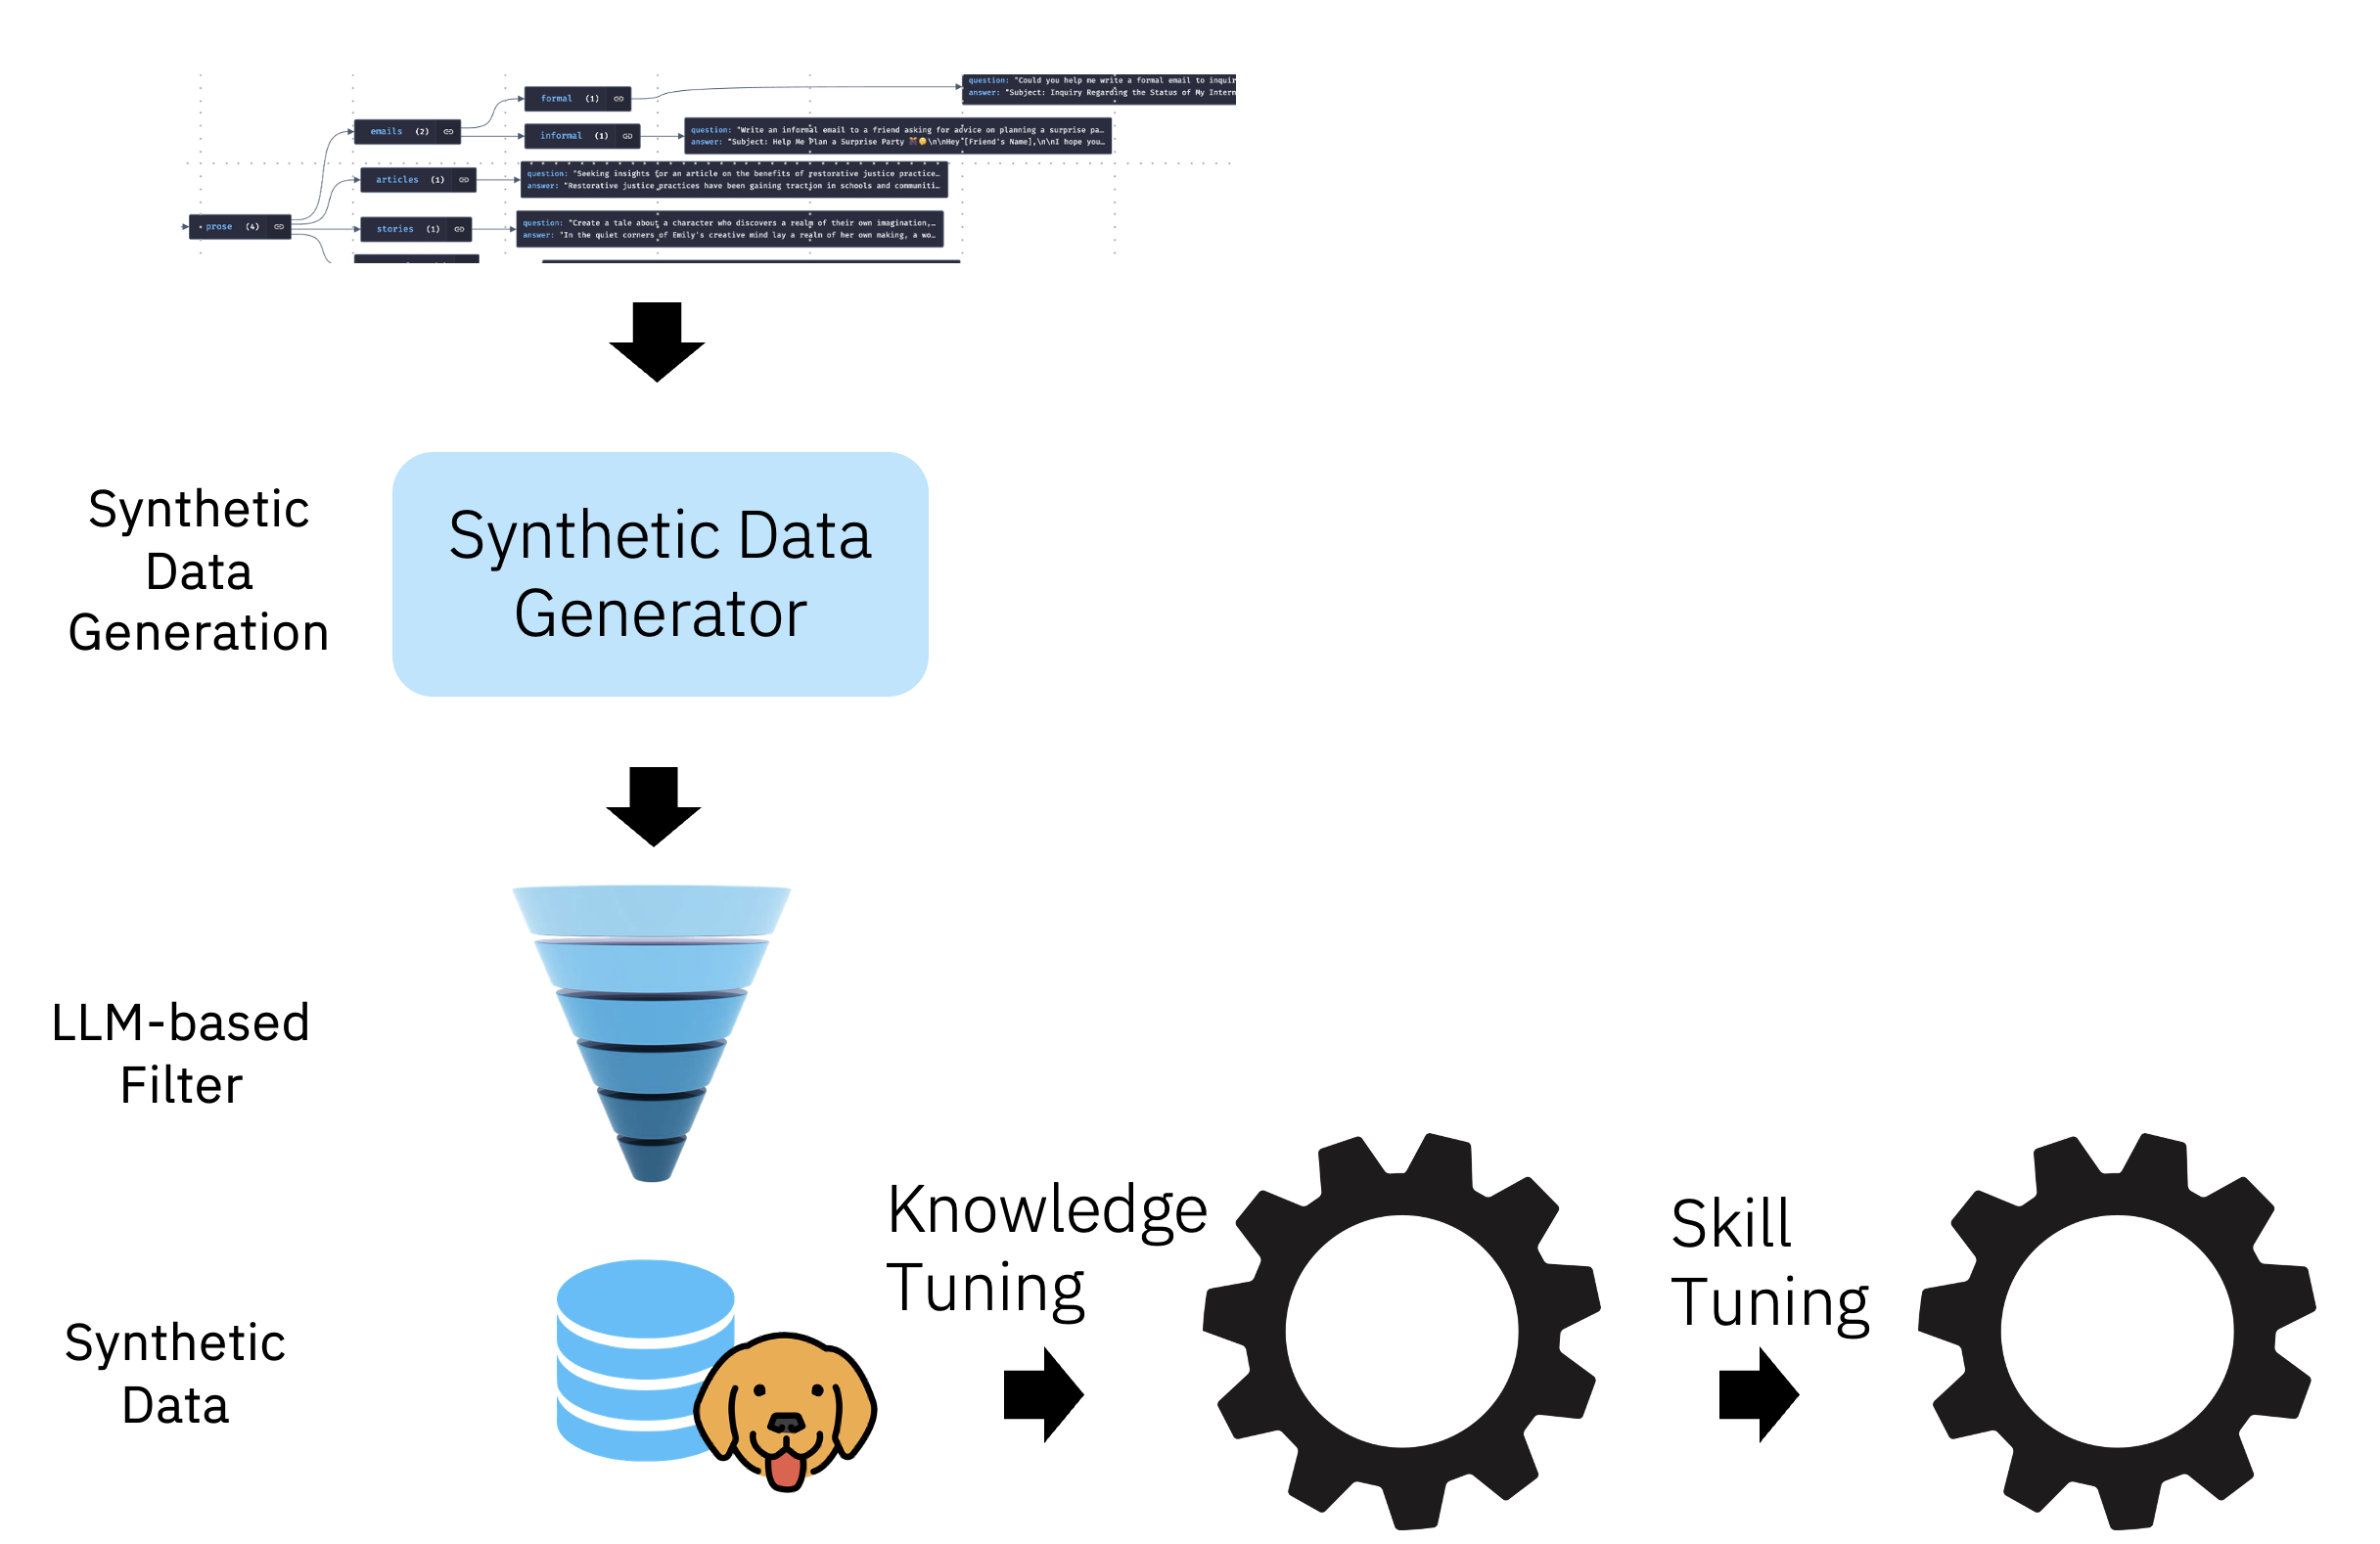 question: "Could you help me write a formal email to inquir
answer: "Subject: Inquiry Regarding the Status of My Intern
formal (1)
emails (2)
informal (1)
question: "Write an informal email to a friend asking for advice on planning a surprise pa…
answer: "Subject: Help Me Plan a Surprise Party 🎊🤫\n\nHey [Friend's Name],\n\nI hope you…
articles (1)
question: "Seeking insights for an article on the benefits of restorative justice practice…
answer: "Restorative justice practices have been gaining traction in schools and communiti…
prose (4)
stories (1)
question: "Create a tale about a character who discovers a realm of their own imagination,…
answer: "In the quiet corners of Emily's creative mind lay a realm of her own making, a wo…
Synthetic
Data
Generation
Synthetic Data
Generator
LLM-based
Filter
Knowledge
Tuning
Skill
Tuning
Synthetic
Data